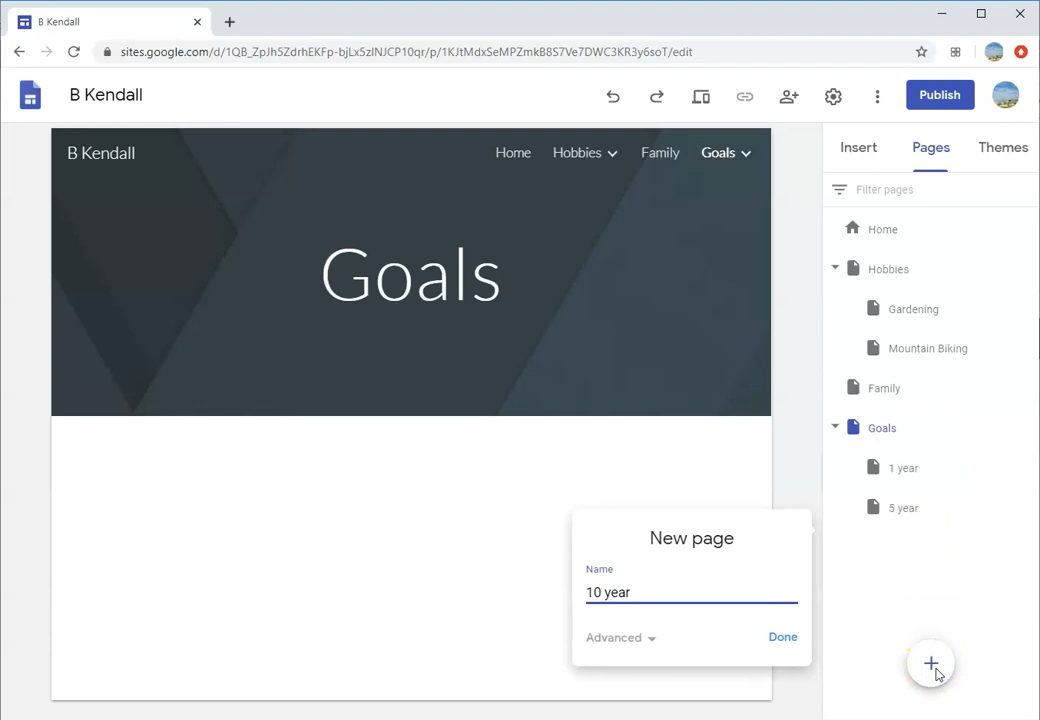 B Kendall
sites.google.com/d/1QB_ZpJh5ZdrhEKFp-bjLx5zINJCP10qr/p/1KJtMdxSeMPZmkB8S7Ve7DWC3KR3y6soT/edit
B Kendall
Publish
B Kendall
Home
Hobbies
Family
Goals
Goals
Insert
Pages
Themes
Filter pages
Home
Hobbies
Gardening
Mountain Biking
Family
Goals
1 year
5 year
New page
Name
10 year
Advanced
Done